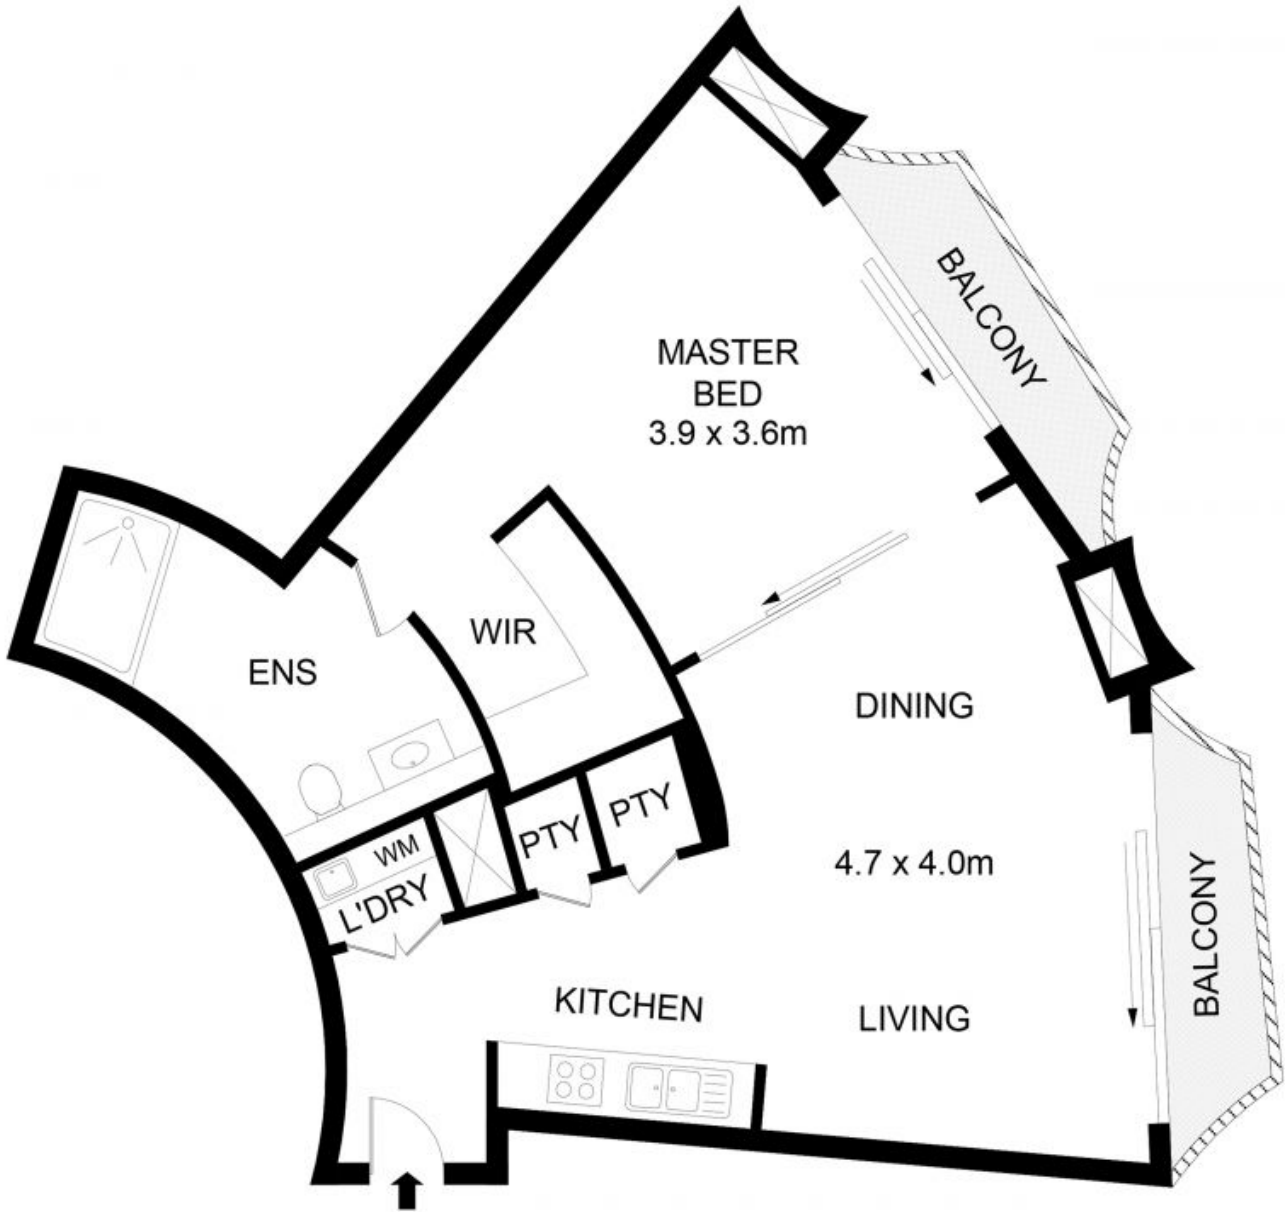 BALCONY
MASTER
BED
3.9 x 3.6m
WIR
ENS
DINING
PTY
PTY
WM
L'DRY
4.7 x 4.0m
BALCONY
KITCHEN
LIVING